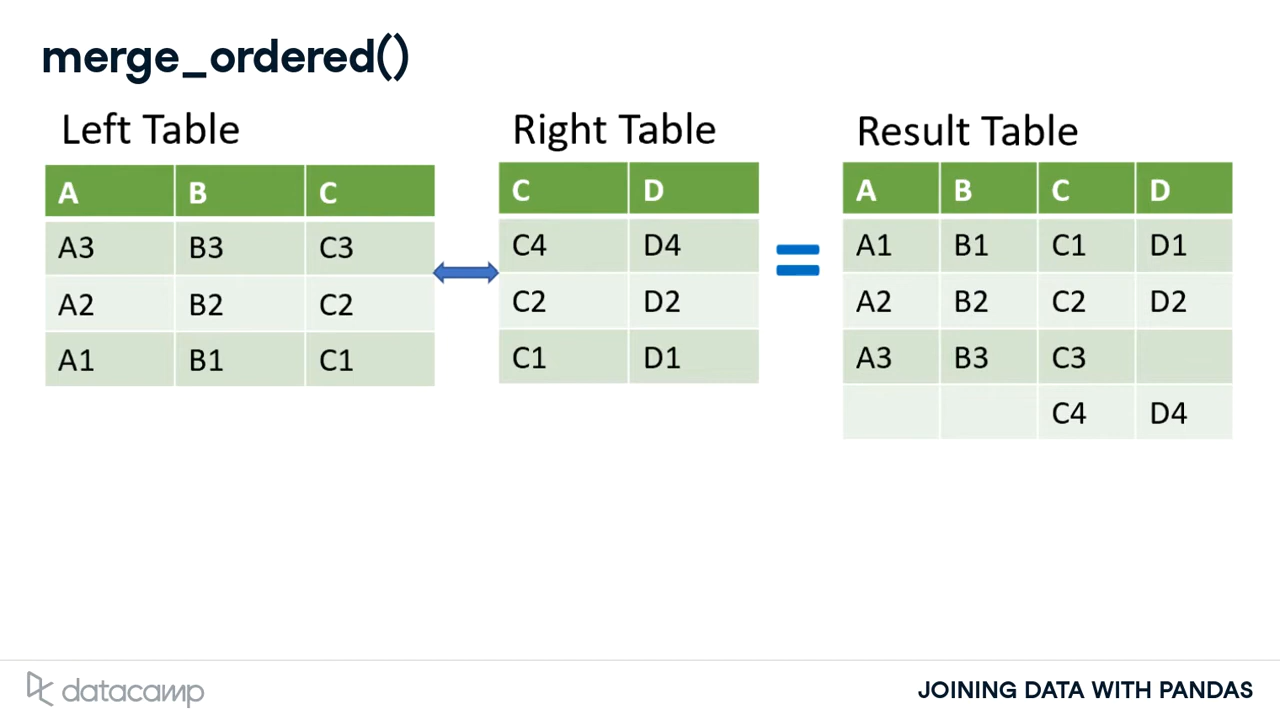 merge_ordered()
Left Table
A B C
A3 B3 C3
A2 B2 C2
A1 B1 C1
Right Table
C D
C4 D4
C2 D2
C1 D1
=
Result Table
A B C D
A1 B1 C1 D1
A2 B2 C2 D2
A3 B3 C3
C4 D4
datacamp
JOINING DATA WITH PANDAS